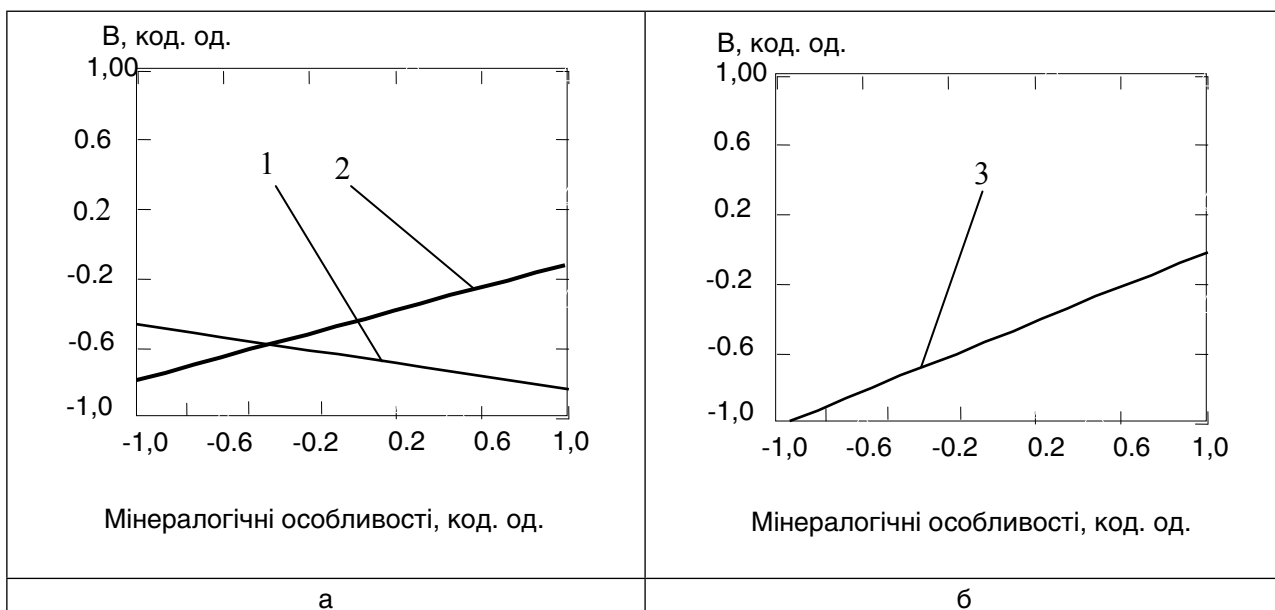 В, код. од.
1,00
0.6
0.2
-0.2
-0.6
-1,0
-1,0 -0.6 -0.2 0.2 0.6 1,0
1
2
Мінералогічні особливості, код. од.
а
В, код. од.
1,00
0.6
0.2
-0.2
-0.6
-1,0
-1,0 -0.6 -0.2 0.2 0.6 1,0
3
Мінералогічні особливості, код. од.
б